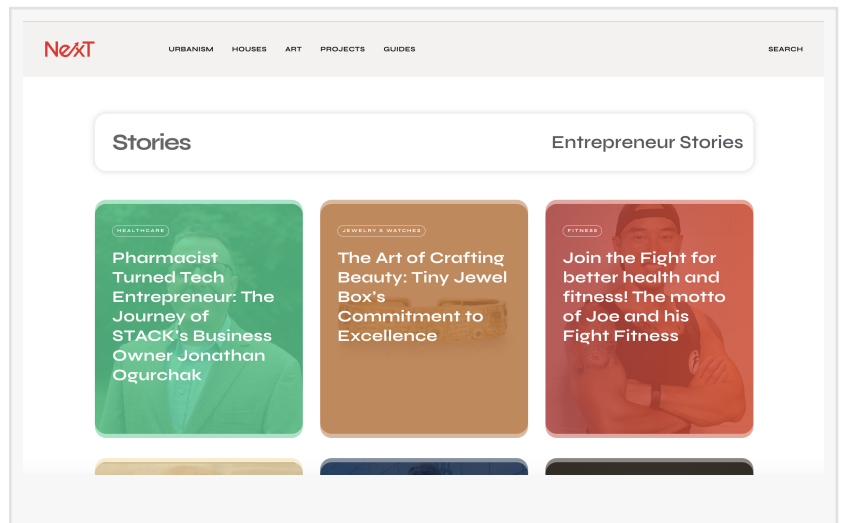 NexT
URBANISM HOUSES ART PROJECTS GUIDES SEARCH
Stories
Entrepreneur Stories
HEALTHCARE
Pharmacist
Turned Tech
Entrepreneur: The
Journey of
STACK's Business
Owner Jonathan
Ogurchak
JEWELRY & WATCHES
The Art of Crafting
Beauty: Tiny Jewel
Box's
Commitment to
Excellence
FITNESS
Join the Fight for
better health and
fitness! The motto
of Joe and his
Fight Fitness